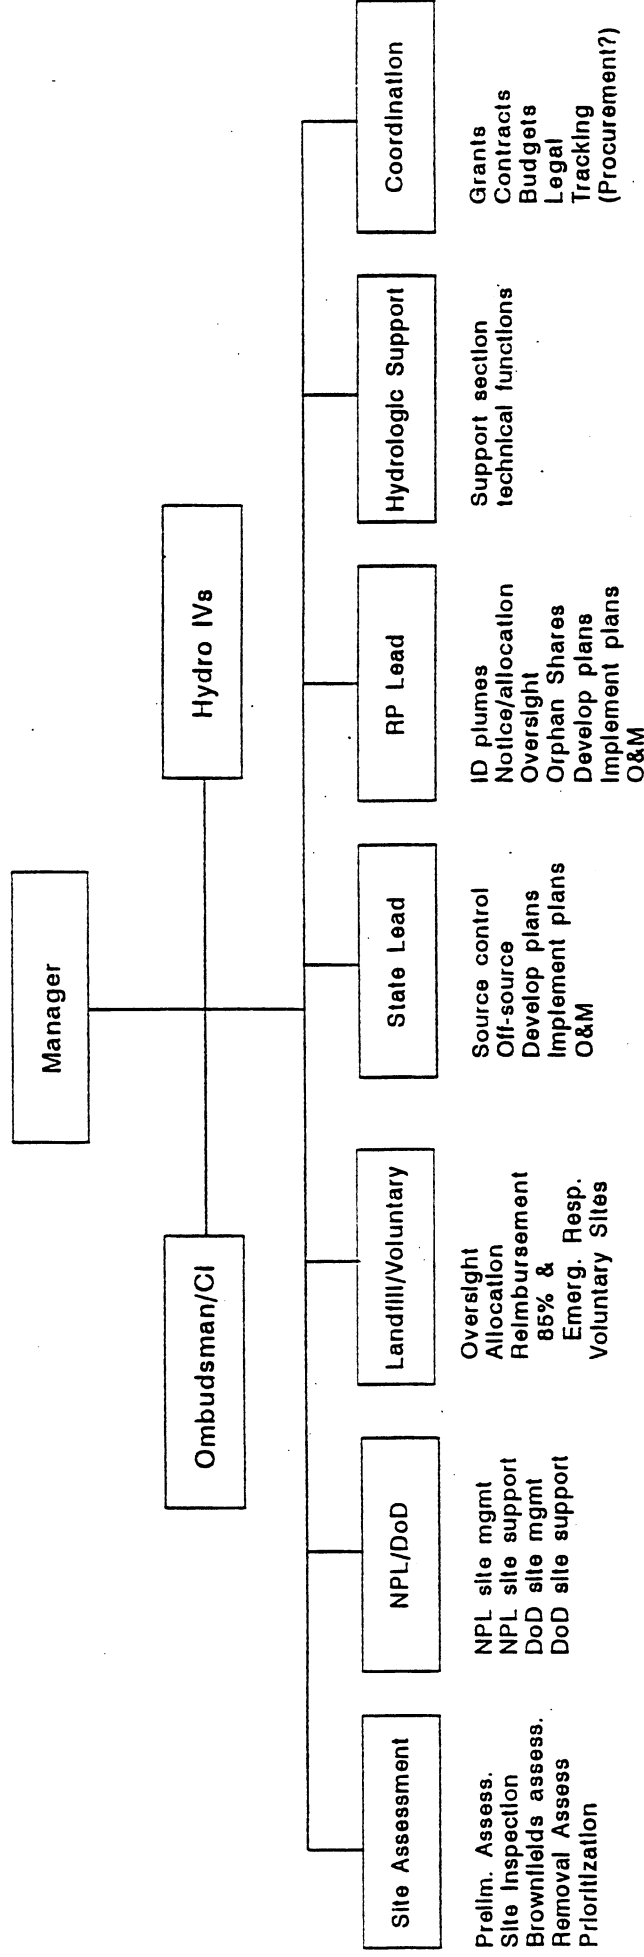 Manager
Ombudsman/CI
Hydro IVs
Site Assessment
Prelim. Assess.
Site Inspection
Brownfields assess.
Removal Assess
Prioritization
NPL/DoD
NPL site mgmt
NPL site support
DoD site mgmt
DoD site support
Landfill/Voluntary
Oversight
Allocation
Reimbursement
85% &
Emerg. Resp.
Voluntary Sites
State Lead
Source control
Off-source
Develop plans
Implement plans
O&M
RP Lead
ID plumes
Notice/allocation
Oversight
Orphan Shares
Develop plans
Implement plans
O&M
Hydrologic Support
Support section
technical functions
Coordination
Grants
Contracts
Budgets
Legal
Tracking
(Procurement?)